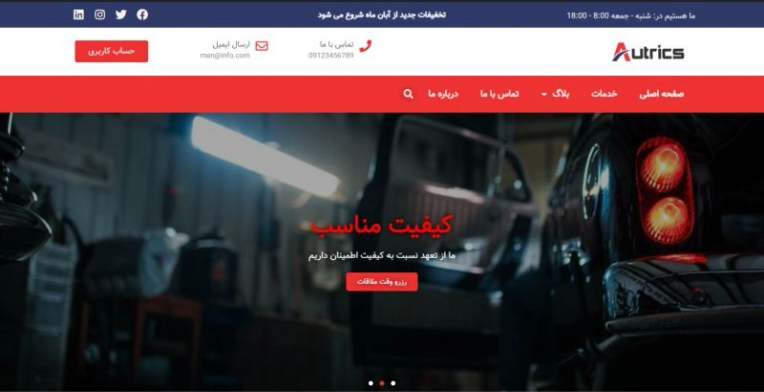 ما هستیم در: شنبه - جمعه 8:00 - 18:00
تخفیفات جدید از آبان ماه شروع می شود
Autrics
تماس با ما
09123456789
ارسال ایمیل
men@info.com
حساب کاربری
صفحه اصلی
خدمات
بلاگ
تماس با ما
درباره ما
کیفیت مناسب
ما از تعهد نسبت به کیفیت اطمینان داریم
رزرو وقت ملاقات